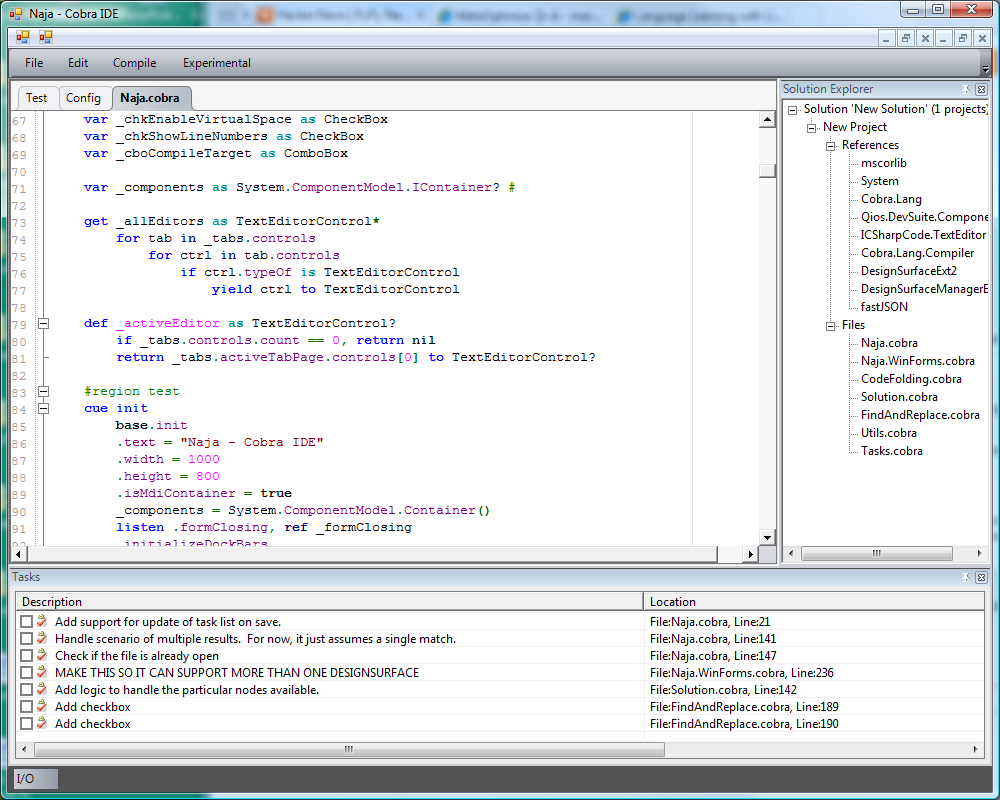 Naja - Cobra IDE
File Edit Compile Experimental
Test Config Naja.cobra
67 var _chkEnableVirtualSpace as CheckBox
68 var _chkShowLineNumbers as CheckBox
69 var _cboCompileTarget as ComboBox
70
71 var _components as System.ComponentModel.IContainer? #
72
73 get _allEditors as TextEditorControl*
74 for tab in _tabs.controls
75 for ctrl in tab.controls
76 if ctrl.typeOf is TextEditorControl
77 yield ctrl to TextEditorControl
78
79 def _activeEditor as TextEditorControl?
80 if _tabs.controls.count == 0, return nil
81 return _tabs.activeTabPage.controls[0] to TextEditorControl?
82
83 #region test
84 cue init
85 base.init
86 .text = "Naja - Cobra IDE"
87 .width = 1000
88 .height = 800
89 .isMdiContainer = true
90 _components = System.ComponentModel.Container()
91 listen .formClosing, ref _formClosing
92 _initializeDockBars
Solution Explorer
Solution 'New Solution' (1 projects)
New Project
References
mscorlib
System
Cobra.Lang
Qios.DevSuite.Compone
ICSharpCode.TextEditor
Cobra.Lang.Compiler
DesignSurfaceExt2
DesignSurfaceManagerE
fastJSON
Files
Naja.cobra
Naja.WinForms.cobra
CodeFolding.cobra
Solution.cobra
FindAndReplace.cobra
Utils.cobra
Tasks.cobra
Tasks
Description Location
Add support for update of task list on save. File:Naja.cobra, Line:21
Handle scenario of multiple results. For now, it just assumes a single match. File:Naja.cobra, Line:141
Check if the file is already open File:Naja.cobra, Line:147
MAKE THIS SO IT CAN SUPPORT MORE THAN ONE DESIGNSURFACE File:Naja.WinForms.cobra, Line:236
Add logic to handle the particular nodes available. File:Solution.cobra, Line:142
Add checkbox File:FindAndReplace.cobra, Line:189
Add checkbox File:FindAndReplace.cobra, Line:190
I/O